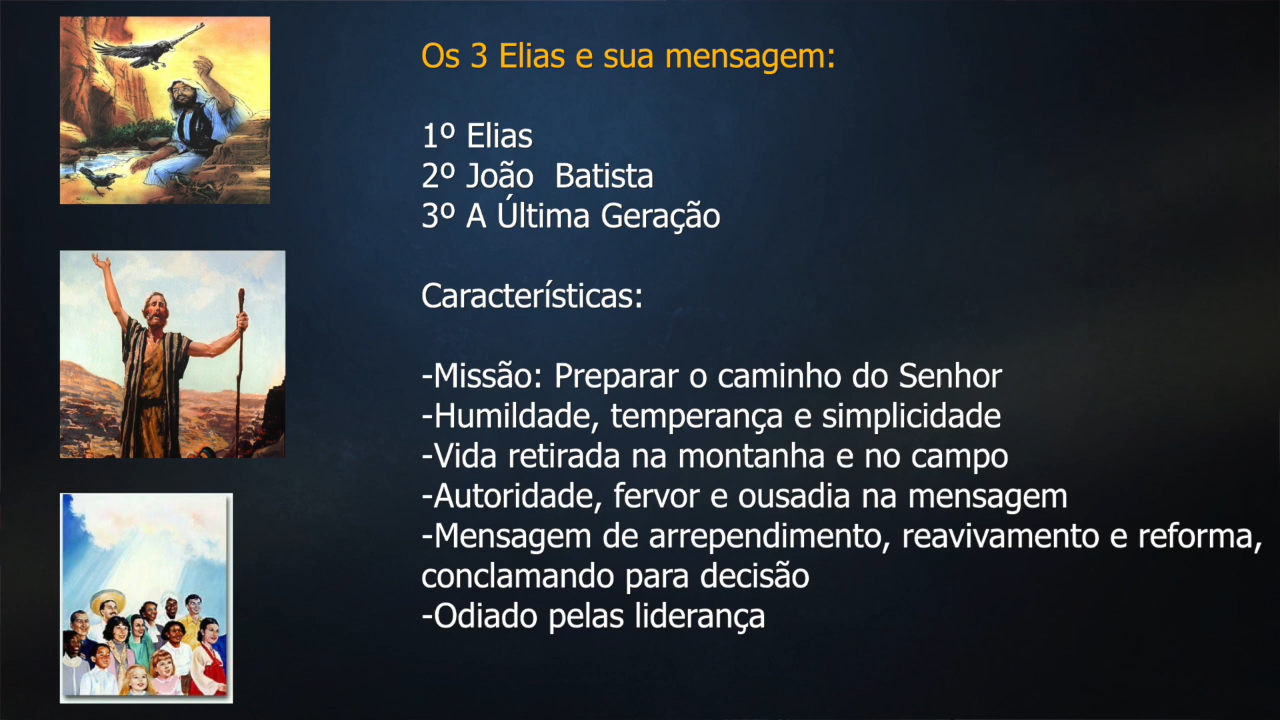 Os 3 Elias e sua mensagem:
1º Elias
2º João  Batista
3º A Última Geração
Características:
-Missão: Preparar o caminho do Senhor
-Humildade, temperança e simplicidade
-Vida retirada na montanha e no campo
-Autoridade, fervor e ousadia na mensagem
-Mensagem de arrependimento, reavivamento e reforma,
conclamando para decisão
-Odiado pelas liderança